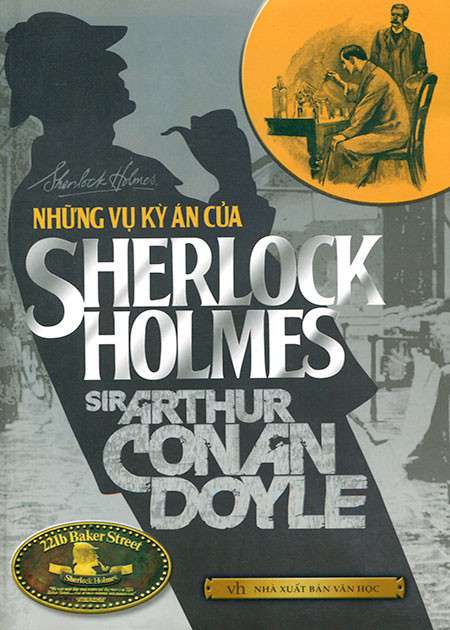 Sherlock Holmes.
NHỮNG VỤ KỲ ÁN CỦA
SHERLOCK
HOLMES
SIR ARTHUR
CONAN
DOYLE
221b Baker Street
Sherlock Holmes
vh NHÀ XUẤT BẢN VĂN HỌC